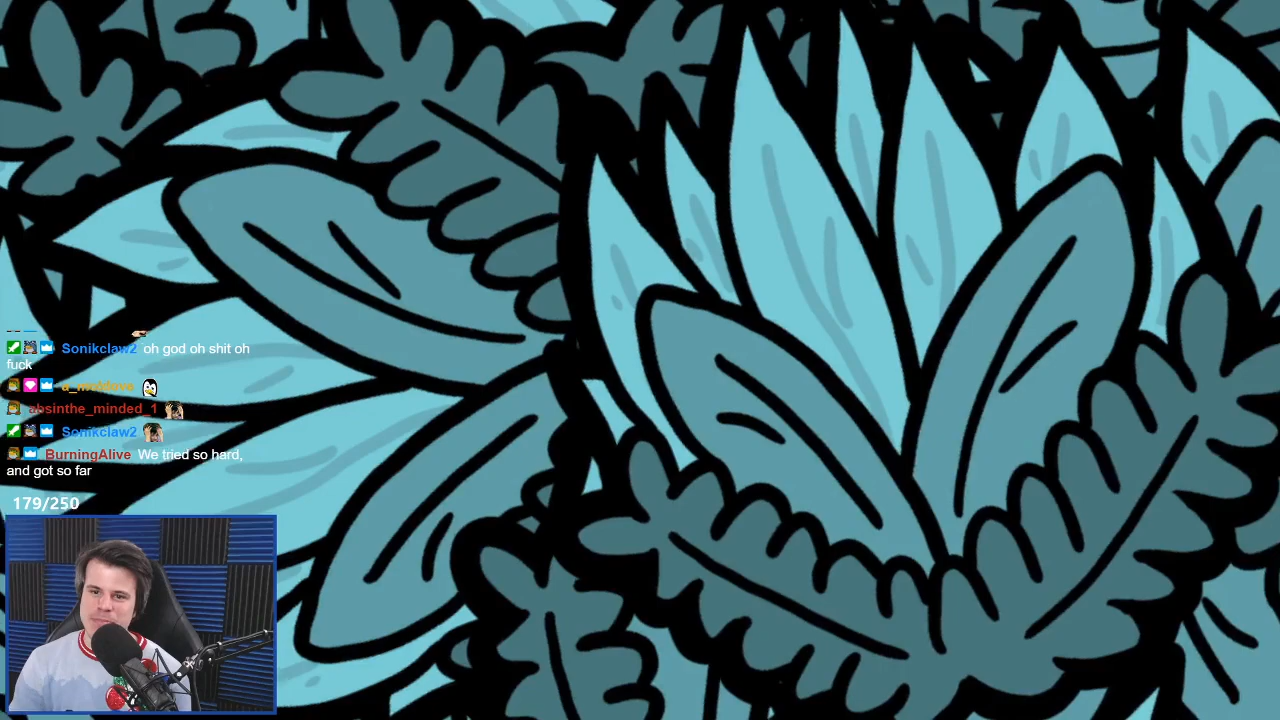 Sonikclaw2 oh god oh shit oh
fuck
absinthe_minded_1
Sonikclaw2
BurningAlive We tried so hard,
and got so far
179/250